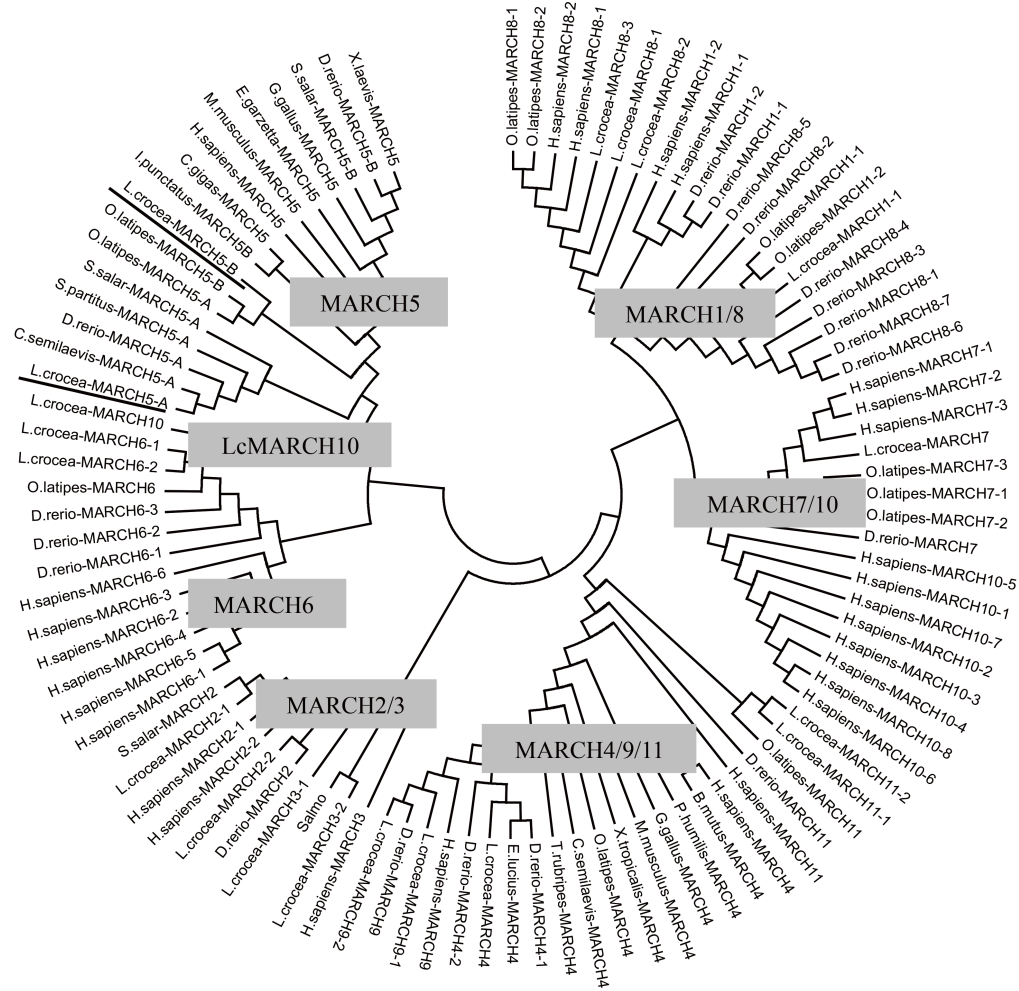 O.latipes-MARCH8-1
O.latipes-MARCH8-2
H.sapiens-MARCH8-2
H.sapiens-MARCH8-1
L.crocea-MARCH8-3
L.crocea-MARCH8-1
L.crocea-MARCH8-2
H.sapiens-MARCH1-2
H.sapiens-MARCH1-1
D.rerio-MARCH1-2
D.rerio-MARCH1-1
D.rerio-MARCH8-5
D.rerio-MARCH8-2
O.latipes-MARCH1-1
O.latipes-MARCH1-2
L.crocea-MARCH1-1
D.rerio-MARCH8-4
D.rerio-MARCH8-3
D.rerio-MARCH8-1
D.rerio-MARCH8-7
D.rerio-MARCH8-6
H.sapiens-MARCH7-1
H.sapiens-MARCH7-2
H.sapiens-MARCH7-3
L.crocea-MARCH7
O.latipes-MARCH7-3
O.latipes-MARCH7-1
O.latipes-MARCH7-2
D.rerio-MARCH7
H.sapiens-MARCH10-5
H.sapiens-MARCH10-1
H.sapiens-MARCH10-7
H.sapiens-MARCH10-2
H.sapiens-MARCH10-3
H.sapiens-MARCH10-4
H.sapiens-MARCH10-8
H.sapiens-MARCH10-6
L.crocea-MARCH11-2
L.crocea-MARCH11-1
O.latipes-MARCH11
D.rerio-MARCH11
H.sapiens-MARCH11
H.sapiens-MARCH4
B.mutus-MARCH4
P.humilis-MARCH4
G.gallus-MARCH4
M.musculus-MARCH4
X.tropicalis-MARCH4
O.latipes-MARCH4
C.semilaevis-MARCH4
T.rubripes-MARCH4
D.rerio-MARCH4-1
E.lucius-MARCH4
L.crocea-MARCH4
D.rerio-MARCH4-2
H.sapiens-MARCH9
L.crocea-MARCH9-1
D.rerio-MARCH9
L.crocea-MARCH9-2
H.sapiens-MARCH3
L.crocea-MARCH3-2
Salmo
L.crocea-MARCH3-1
D.rerio-MARCH2
L.crocea-MARCH2-2
H.sapiens-MARCH2-2
H.sapiens-MARCH2-1
L.crocea-MARCH2-1
S.salar-MARCH2
H.sapiens-MARCH6-1
H.sapiens-MARCH6-5
H.sapiens-MARCH6-4
H.sapiens-MARCH6-2
H.sapiens-MARCH6-3
H.sapiens-MARCH6-6
D.rerio-MARCH6-1
D.rerio-MARCH6-2
D.rerio-MARCH6-3
O.latipes-MARCH6
L.crocea-MARCH6-2
L.crocea-MARCH6-1
L.crocea-MARCH10
L.crocea-MARCH5-A
C.semilaevis-MARCH5-A
D.rerio-MARCH5-A
S.partitus-MARCH5-A
S.salar-MARCH5-A
O.latipes-MARCH5-A
O.latipes-MARCH5-B
L.crocea-MARCH5-B
I.punctatus-MARCH5B
C.gigas-MARCH5
H.sapiens-MARCH5
M.musculus-MARCH5
E.garzetta-MARCH5
G.gallus-MARCH5
S.salar-MARCH5-B
D.rerio-MARCH5-B
X.laevis-MARCH5
MARCH5
MARCH1/8
LcMARCH10
MARCH7/10
MARCH6
MARCH2/3
MARCH4/9/11